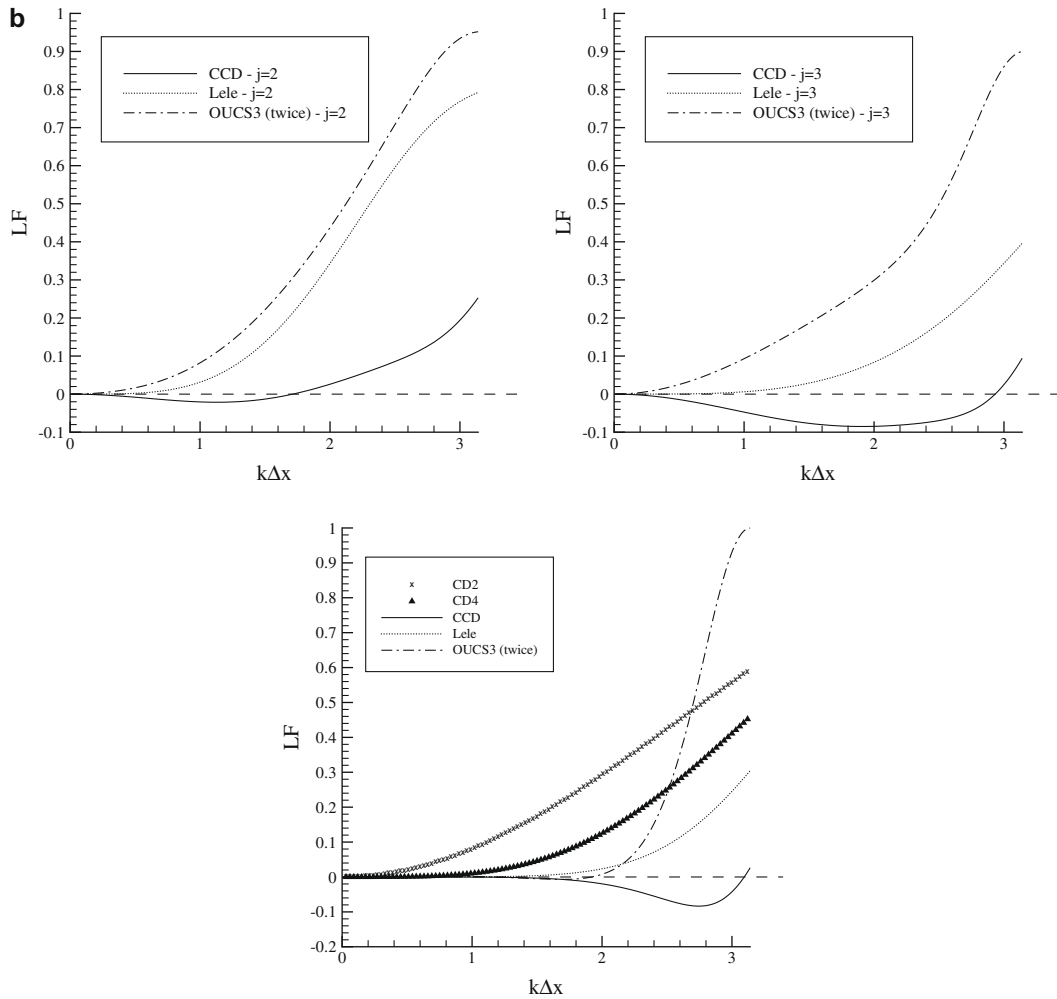 b
1
0.9
0.8
0.7
0.6
0.5
0.4
0.3
0.2
0.1
0
-0.1
LF
CCD - j=2
Lele - j=2
OUCS3 (twice) - j=2
0
1
2
3
kΔx
1
0.9
0.8
0.7
0.6
0.5
0.4
0.3
0.2
0.1
0
-0.1
LF
CCD - j=3
Lele - j=3
OUCS3 (twice) - j=3
0
1
2
3
kΔx
1
0.9
0.8
0.7
0.6
0.5
0.4
0.3
0.2
0.1
0
-0.1
-0.2
LF
CD2
CD4
CCD
Lele
OUCS3 (twice)
0
1
2
3
kΔx